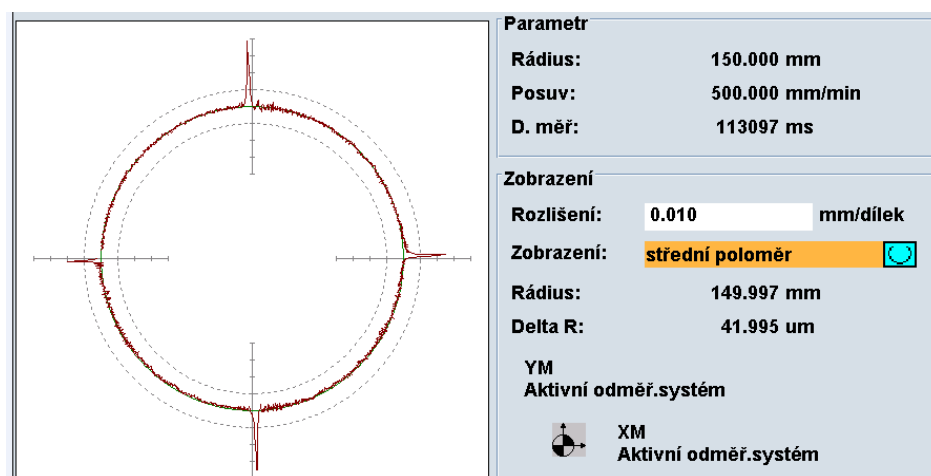 Parametr
Rádius: 150.000 mm
Posuv: 500.000 mm/min
D. měř: 113097 ms
Zobrazení
Rozlišení: 0.010 mm/dílek
Zobrazení: střední poloměr
Rádius: 149.997 mm
Delta R: 41.995 um
YM
Aktivní odměř.systém
XM
Aktivní odměř.systém